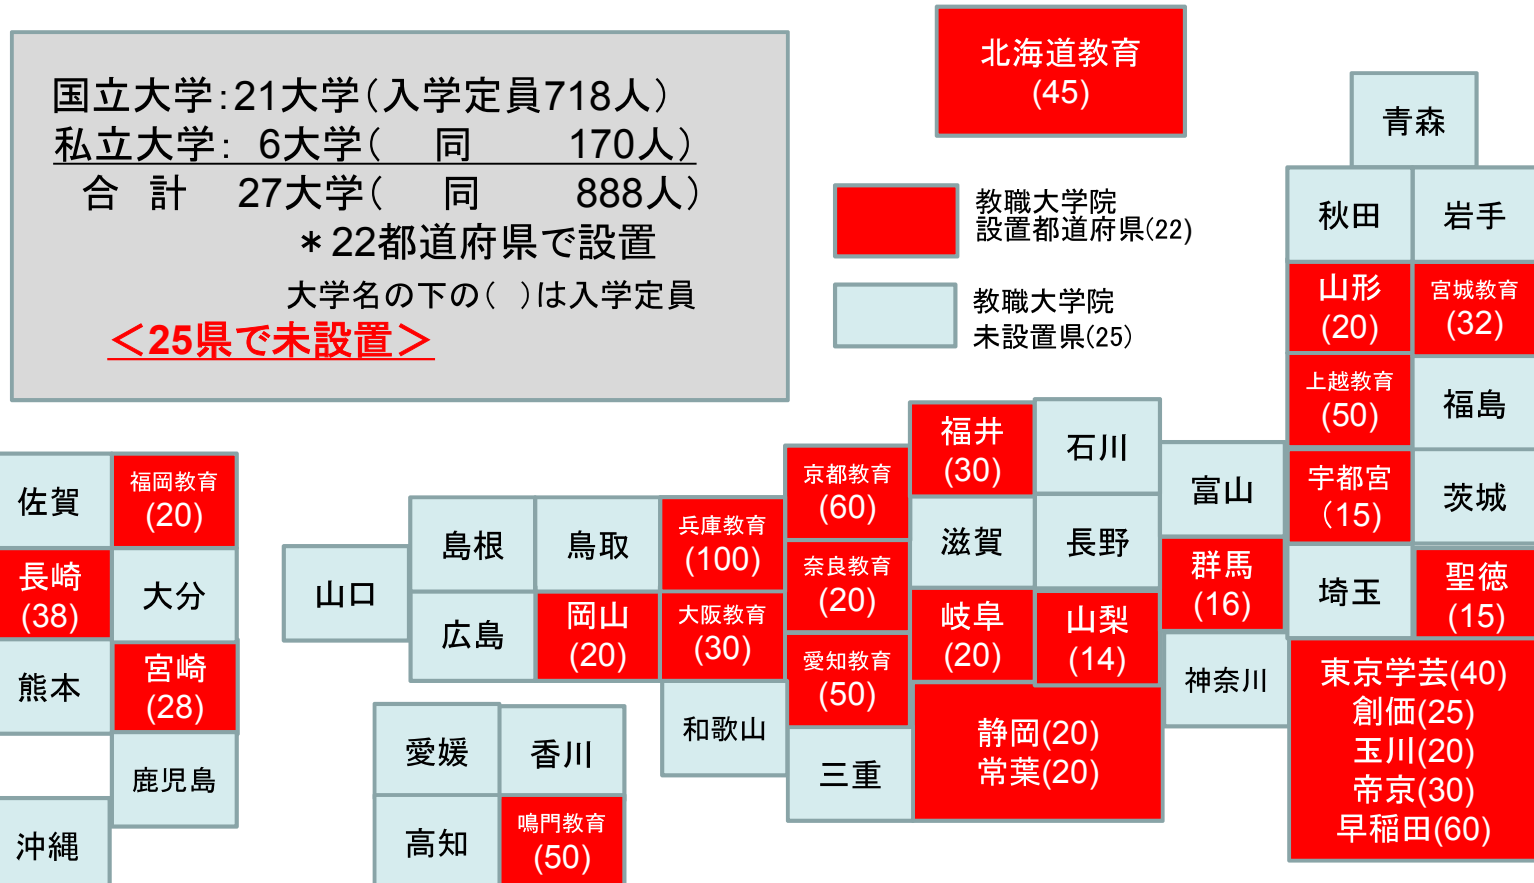 国立大学:21大学(入学定員718人)
私立大学: 6大学( 同 170人)
合 計 27大学( 同 888人)
＊22都道府県で設置
大学名の下の( )は入学定員
＜25県で未設置＞
北海道教育
(45)
教職大学院
設置都道府県(22)
教職大学院
未設置県(25)
青森
秋田
岩手
山形
(20)
宮城教育
(32)
上越教育
(50)
福島
宇都宮
(15)
茨城
埼玉
聖徳
(15)
東京学芸(40)
創価(25)
玉川(20)
帝京(30)
早稲田(60)
富山
群馬
(16)
神奈川
福井
(30)
石川
滋賀
長野
岐阜
(20)
山梨
(14)
静岡(20)
常葉(20)
京都教育
(60)
奈良教育
(20)
愛知教育
(50)
三重
島根
鳥取
兵庫教育
(100)
広島
岡山
(20)
大阪教育
(30)
和歌山
山口
愛媛
香川
高知
鳴門教育
(50)
佐賀
福岡教育
(20)
長崎
(38)
大分
熊本
宮崎
(28)
鹿児島
沖縄